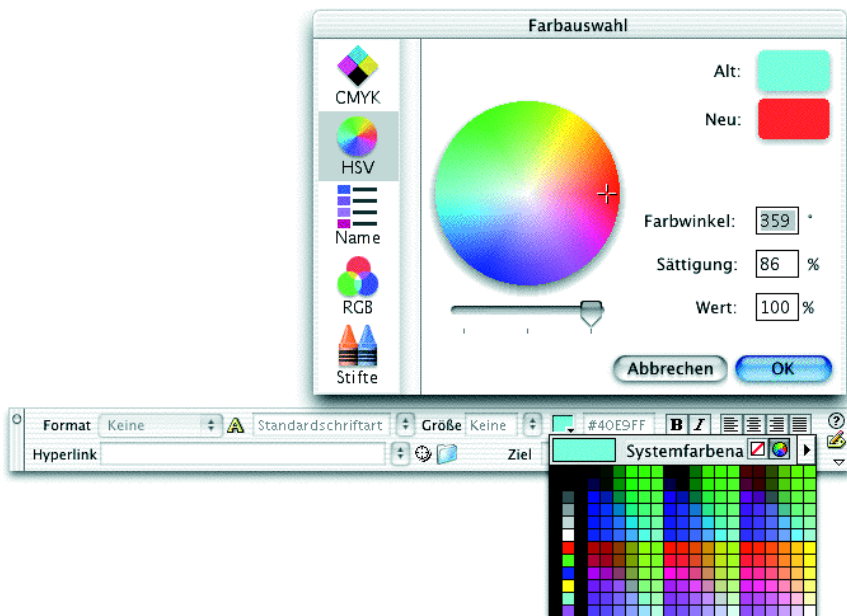 Farbauswahl
CMYK
HSV
Name
RGB
Stifte
Alt:
Neu:
Farbwinkel: 359 °
Sättigung: 86 %
Wert: 100 %
Abbrechen OK
Format Keine A Standardschriftart Größe Keine #40E9FF B I ?
Hyperlink Ziel
Systemfarbena